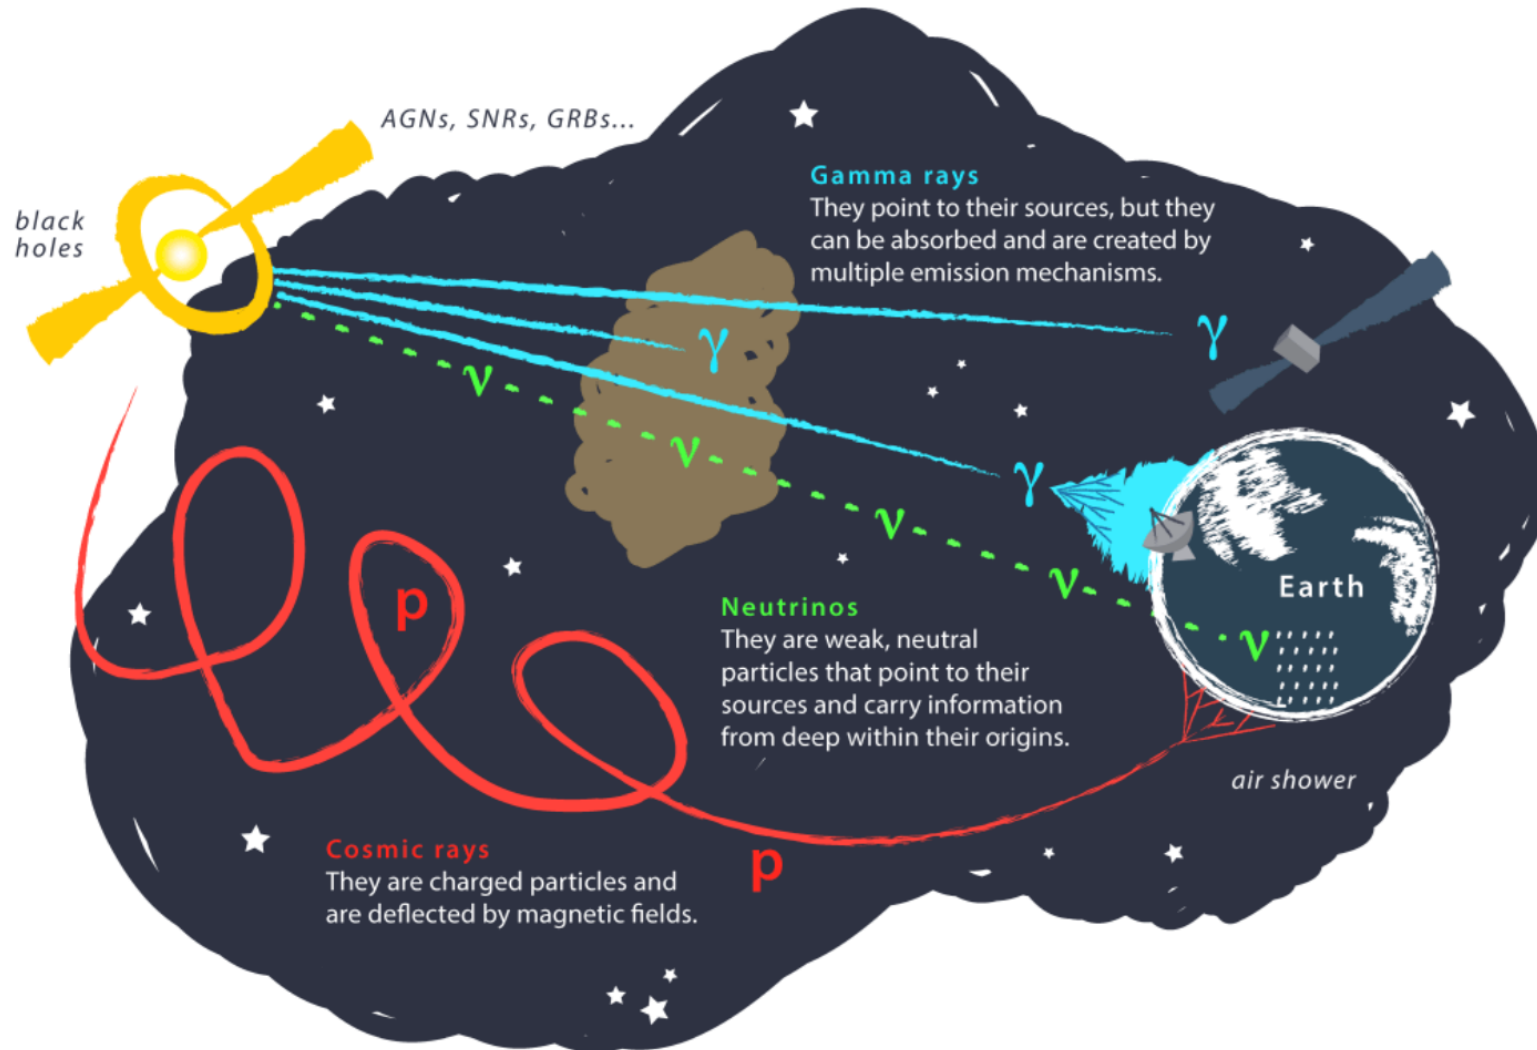 AGNs, SNRs, GRBs...
black
holes
Gamma rays
They point to their sources, but they
can be absorbed and are created by
multiple emission mechanisms.
γ
γ
ν
ν
γ
ν
ν
Earth
p
Neutrinos
They are weak, neutral
particles that point to their
sources and carry information
from deep within their origins.
ν
air shower
Cosmic rays
They are charged particles and
are deflected by magnetic fields.
p